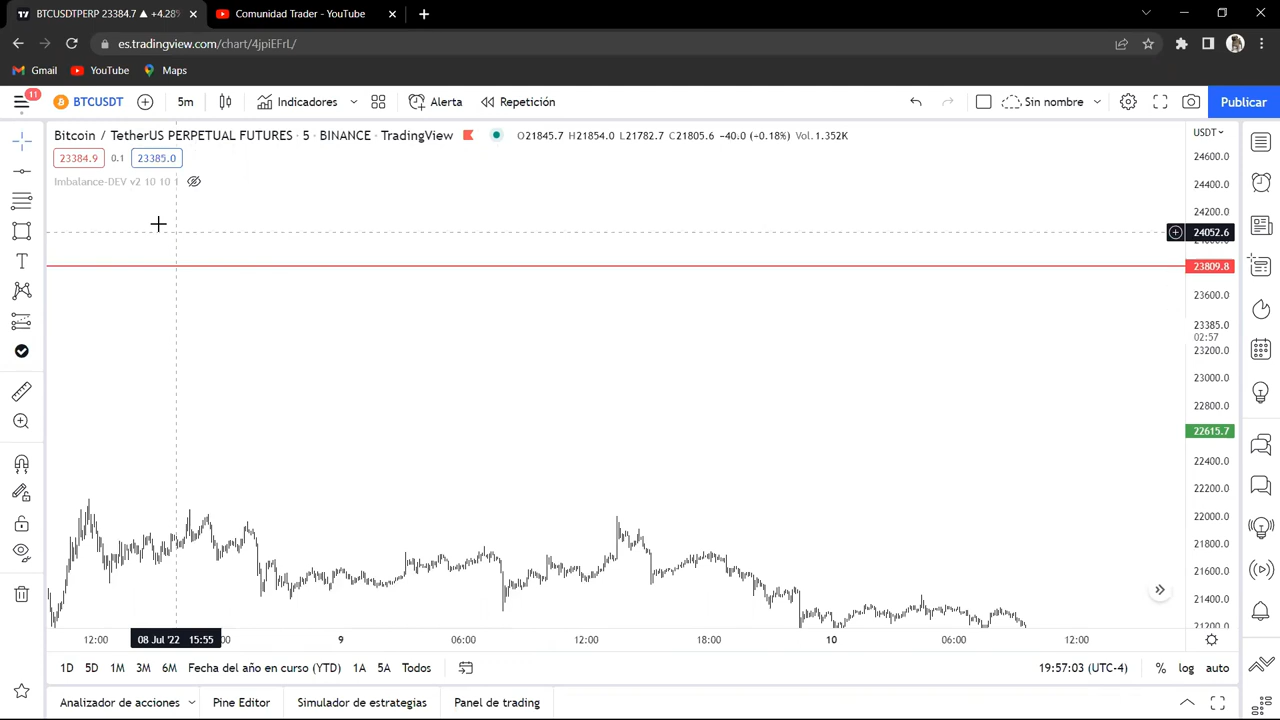 BTCUSDTPERP 23384.7 ▲ +4.28%
Comunidad Trader - YouTube
es.tradingview.com/chart/4jpiEFrL/
Gmail
YouTube
Maps
11
BTCUSDT
5m
Indicadores
Alerta
Repetición
Sin nombre
Publicar
Bitcoin / TetherUS PERPETUAL FUTURES · 5 · BINANCE · TradingView
O21845.7 H21854.0 L21782.7 C21805.6 −40.0 (−0.18%) Vol. 1.352K
USDT
23384.9
0.1
23385.0
Imbalance-DEV v2 10 10 1
24600.0
24400.0
24200.0
24052.6
23809.8
23600.0
23385.0
02:57
23200.0
23000.0
22800.0
22615.7
22400.0
22200.0
22000.0
21800.0
21600.0
21400.0
21200.0
12:00
08 Jul '22 15:55
9
06:00
12:00
18:00
10
06:00
12:00
1D
5D
1M
3M
6M
Fecha del año en curso (YTD)
1A
5A
Todos
19:57:03 (UTC-4)
%
log
auto
Analizador de acciones
Pine Editor
Simulador de estrategias
Panel de trading